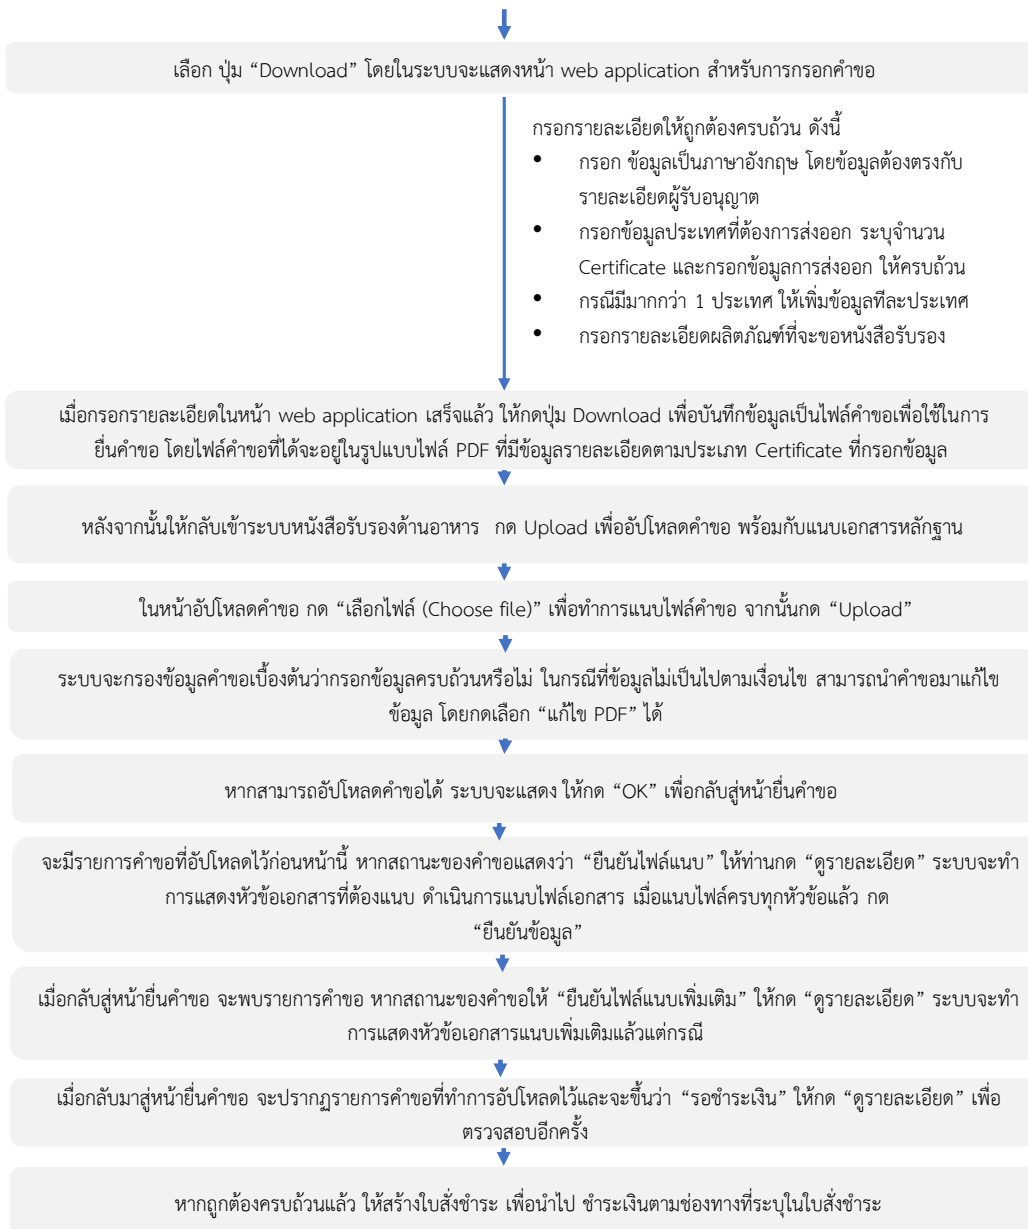 เลือก ปุ่ม “Download” โดยในระบบจะแสดงหน้า web application สำหรับการกรอกคำขอ
กรอกรายละเอียดให้ถูกต้องครบถ้วน ดังนี้
• กรอก ข้อมูลเป็นภาษาอังกฤษ โดยข้อมูลต้องตรงกับ
รายละเอียดผู้รับอนุญาต
• กรอกข้อมูลประเทศที่ต้องการส่งออก ระบุจำนวน
Certificate และกรอกข้อมูลการส่งออก ให้ครบถ้วน
• กรณีมีมากกว่า 1 ประเทศ ให้เพิ่มข้อมูลทีละประเทศ
• กรอกรายละเอียดผลิตภัณฑ์ที่จะขอหนังสือรับรอง
เมื่อกรอกรายละเอียดในหน้า web application เสร็จแล้ว ให้กดปุ่ม Download เพื่อบันทึกข้อมูลเป็นไฟล์คำขอเพื่อใช้ในการ
ยื่นคำขอ โดยไฟล์คำขอที่ได้จะอยู่ในรูปแบบไฟล์ PDF ที่มีข้อมูลรายละเอียดตามประเภท Certificate ที่กรอกข้อมูล
หลังจากนั้นให้กลับเข้าระบบหนังสือรับรองด้านอาหาร กด Upload เพื่ออัปโหลดคำขอ พร้อมกับแนบเอกสารหลักฐาน
ในหน้าอัปโหลดคำขอ กด “เลือกไฟล์ (Choose file)” เพื่อทำการแนบไฟล์คำขอ จากนั้นกด “Upload”
ระบบจะกรองข้อมูลคำขอเบื้องต้นว่ากรอกข้อมูลครบถ้วนหรือไม่ ในกรณีที่ข้อมูลไม่เป็นไปตามเงื่อนไข สามารถนำคำขอมาแก้ไข
ข้อมูล โดยกดเลือก “แก้ไข PDF” ได้
หากสามารถอัปโหลดคำขอได้ ระบบจะแสดง ให้กด “OK” เพื่อกลับสู่หน้ายื่นคำขอ
จะมีรายการคำขอที่อัปโหลดไว้ก่อนหน้านี้ หากสถานะของคำขอแสดงว่า “ยืนยันไฟล์แนบ” ให้ท่านกด “ดูรายละเอียด” ระบบจะทำ
การแสดงหัวข้อเอกสารที่ต้องแนบ ดำเนินการแนบไฟล์เอกสาร เมื่อแนบไฟล์ครบทุกหัวข้อแล้ว กด
“ยืนยันข้อมูล”
เมื่อกลับสู่หน้ายื่นคำขอ จะพบรายการคำขอ หากสถานะของคำขอให้ “ยืนยันไฟล์แนบเพิ่มเติม” ให้กด “ดูรายละเอียด” ระบบจะทำ
การแสดงหัวข้อเอกสารแนบเพิ่มเติมแล้วแต่กรณี
เมื่อกลับมาสู่หน้ายื่นคำขอ จะปรากฏรายการคำขอที่ทำการอัปโหลดไว้และจะขึ้นว่า “รอชำระเงิน” ให้กด “ดูรายละเอียด” เพื่อ
ตรวจสอบอีกครั้ง
หากถูกต้องครบถ้วนแล้ว ให้สร้างใบสั่งชำระ เพื่อนำไป ชำระเงินตามช่องทางที่ระบุในใบสั่งชำระ